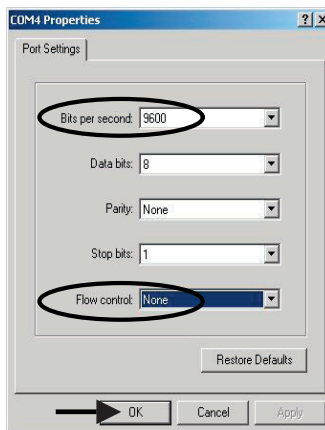 COM4 Properties
Port Settings
Bits per second: 9600
Data bits: 8
Parity: None
Stop bits: 1
Flow control: None
Restore Defaults
OK Cancel Apply